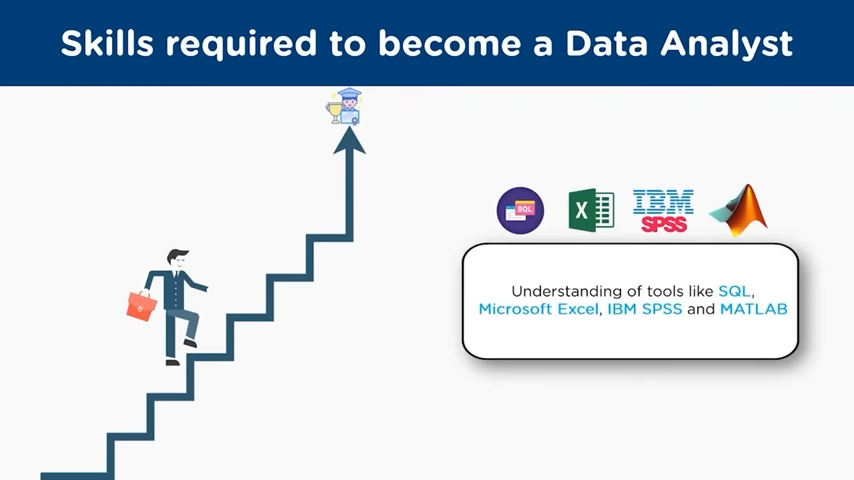 Skills required to become a Data Analyst
SQL
X
IBM
SPSS
Understanding of tools like SQL,
Microsoft Excel, IBM SPSS and MATLAB